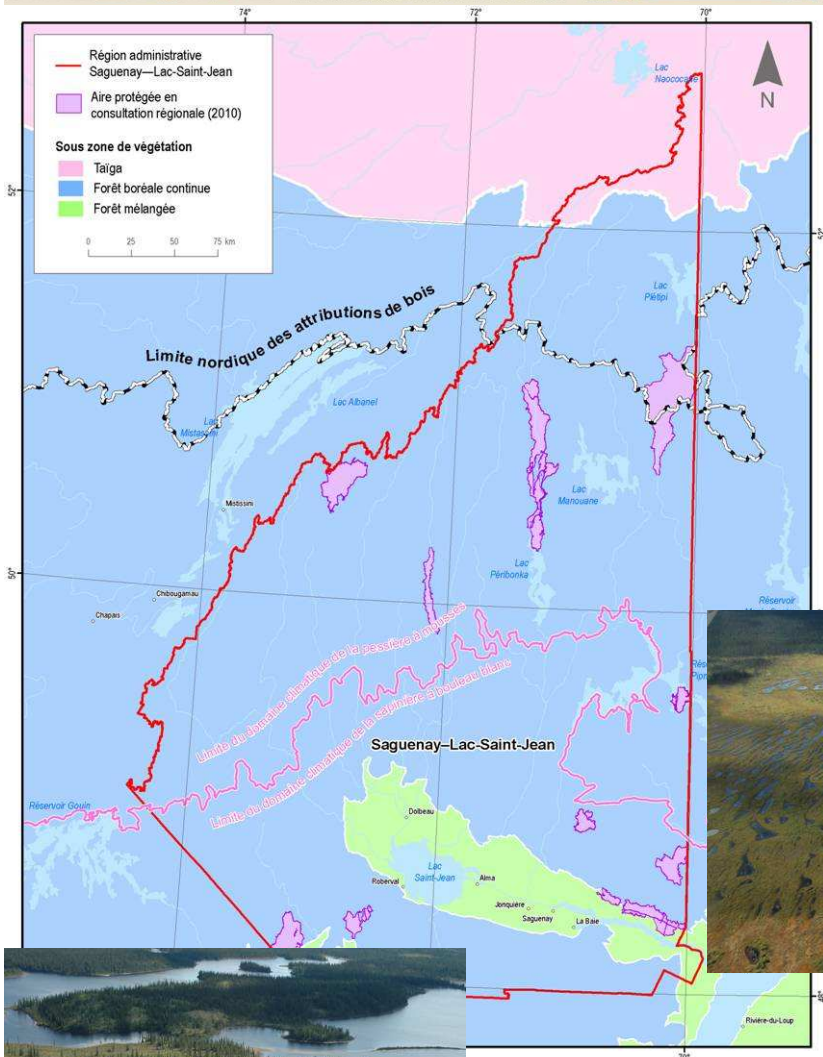 74°
72°
70°
Région administrative
Saguenay—Lac-Saint-Jean
Aire protégée en
consultation régionale (2010)
Sous zone de végétation
Taïga
Forêt boréale continue
Forêt mélangée
0 25 50 75 km
Lac
Naococane
N
52°
52°
Lac
Plétipi
Limite nordique des attributions de bois
Lac Albanel
Lac
Mistassini
Mistissini
Lac
Manouane
Lac
Péribonka
50°
Chibougamau
Chapais
Réservoir
Limite du domaine climatique de la pessière à mousses
Limite du domaine climatique de la sapinière à bouleau blanc
Saguenay–Lac-Saint-Jean
Réservoir Gouin
Dolbeau
Lac
Saint-Jean
Roberval
Alma
Jonquière
Saguenay
La Baie
48°
Rivière-du-Loup